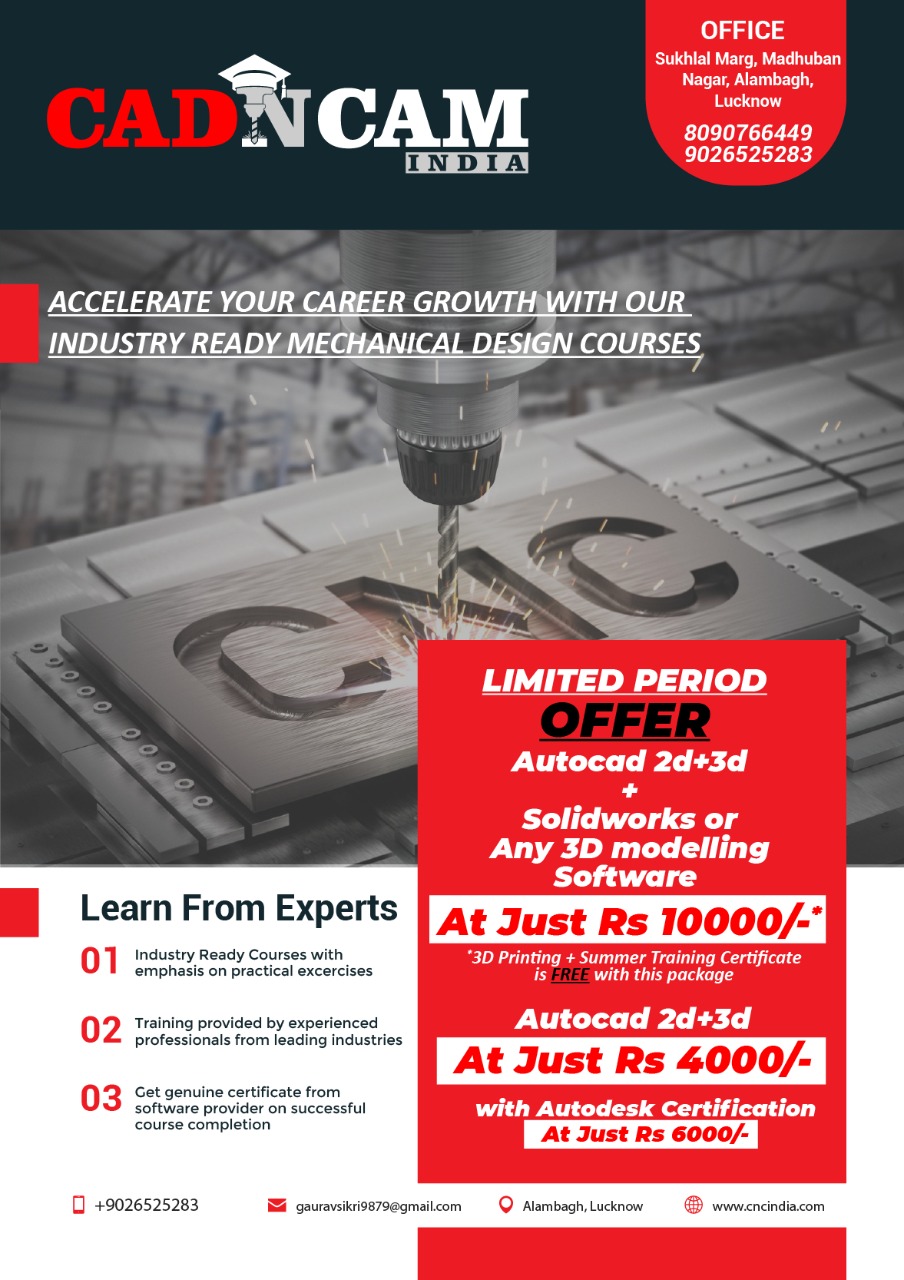 CADNCAM
INDIA
OFFICE
Sukhlal Marg, Madhuban
Nagar, Alambagh,
Lucknow
8090766449
9026525283
ACCELERATE YOUR CAREER GROWTH WITH OUR
INDUSTRY READY MECHANICAL DESIGN COURSES
CNC
LIMITED PERIOD
OFFER
Autocad 2d+3d
+
Solidworks or
Any 3D modelling
Software
At Just Rs 10000/-*
*3D Printing + Summer Training Certificate
is FREE with this package
Autocad 2d+3d
At Just Rs 4000/-
with Autodesk Certification
At Just Rs 6000/-
Learn From Experts
01 Industry Ready Courses with
emphasis on practical excercises
02 Training provided by experienced
professionals from leading industries
03 Get genuine certificate from
software provider on successful
course completion
+9026525283
gauravsikri9879@gmail.com
Alambagh, Lucknow
www.cncindia.com